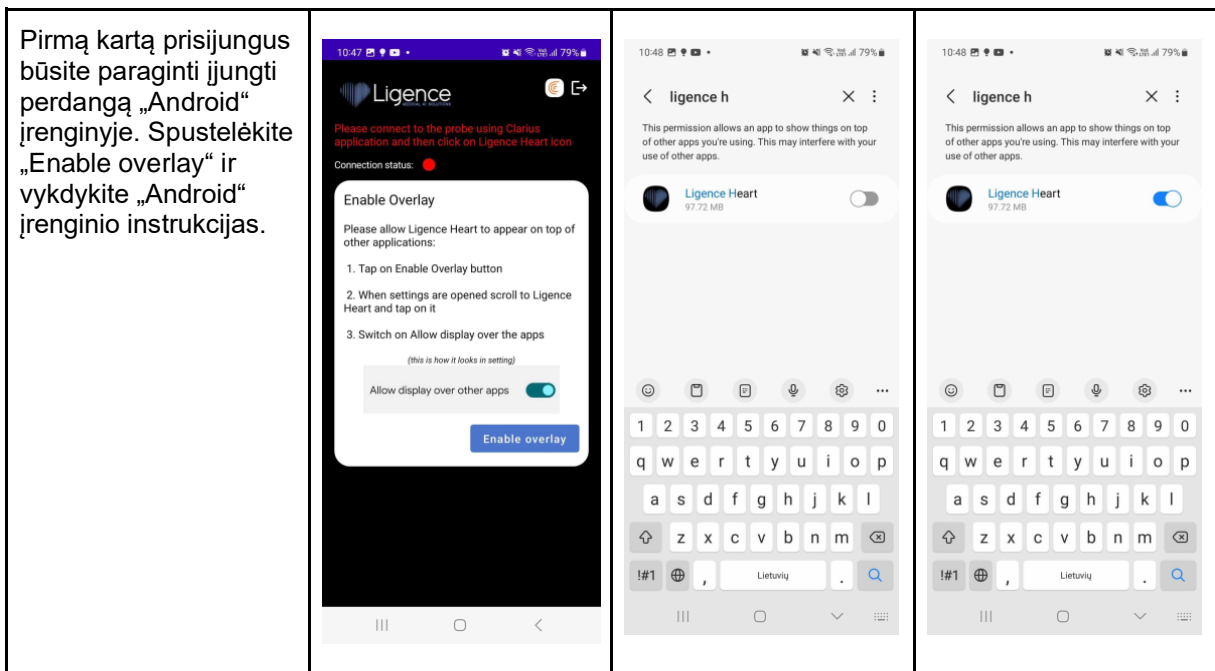 Pirmą kartą prisijungus
būsite paraginti įjungti
perdangą „Android“
įrenginyje. Spustelėkite
„Enable overlay“ ir
vykdykite „Android“
įrenginio instrukcijas.
10:47
79%
Ligence
MEDICAL AI SOLUTIONS
Please connect to the probe using Clarius
application and then click on Ligence Heart icon
Connection status:
Enable Overlay
Please allow Ligence Heart to appear on top of
other applications:
1. Tap on Enable Overlay button
2. When settings are opened scroll to Ligence
Heart and tap on it
3. Switch on Allow display over the apps
(this is how it looks in setting)
Allow display over other apps
Enable overlay
10:48
79%
ligence h
This permission allows an app to show things on top
of other apps you're using. This may interfere with your
use of other apps.
Ligence Heart
97.72 MB
1 2 3 4 5 6 7 8 9 0
q w e r t y u i o p
a s d f g h j k l
z x c v b n m
!#1 , Lietuvių .
10:48
79%
ligence h
This permission allows an app to show things on top
of other apps you're using. This may interfere with your
use of other apps.
Ligence Heart
97.72 MB
1 2 3 4 5 6 7 8 9 0
q w e r t y u i o p
a s d f g h j k l
z x c v b n m
!#1 , Lietuvių .